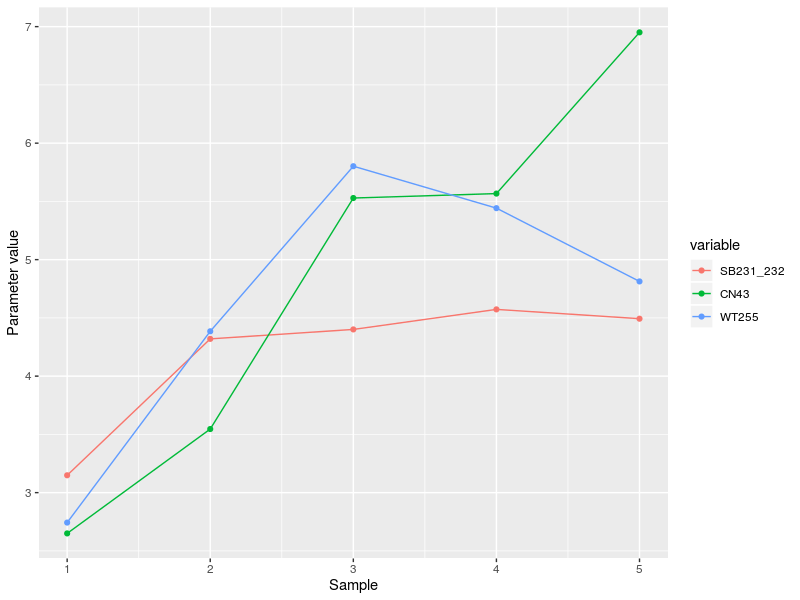 7
6
5
4
3
Parameter value
1 2 3 4 5
Sample
variable
SB231_232
CN43
WT255